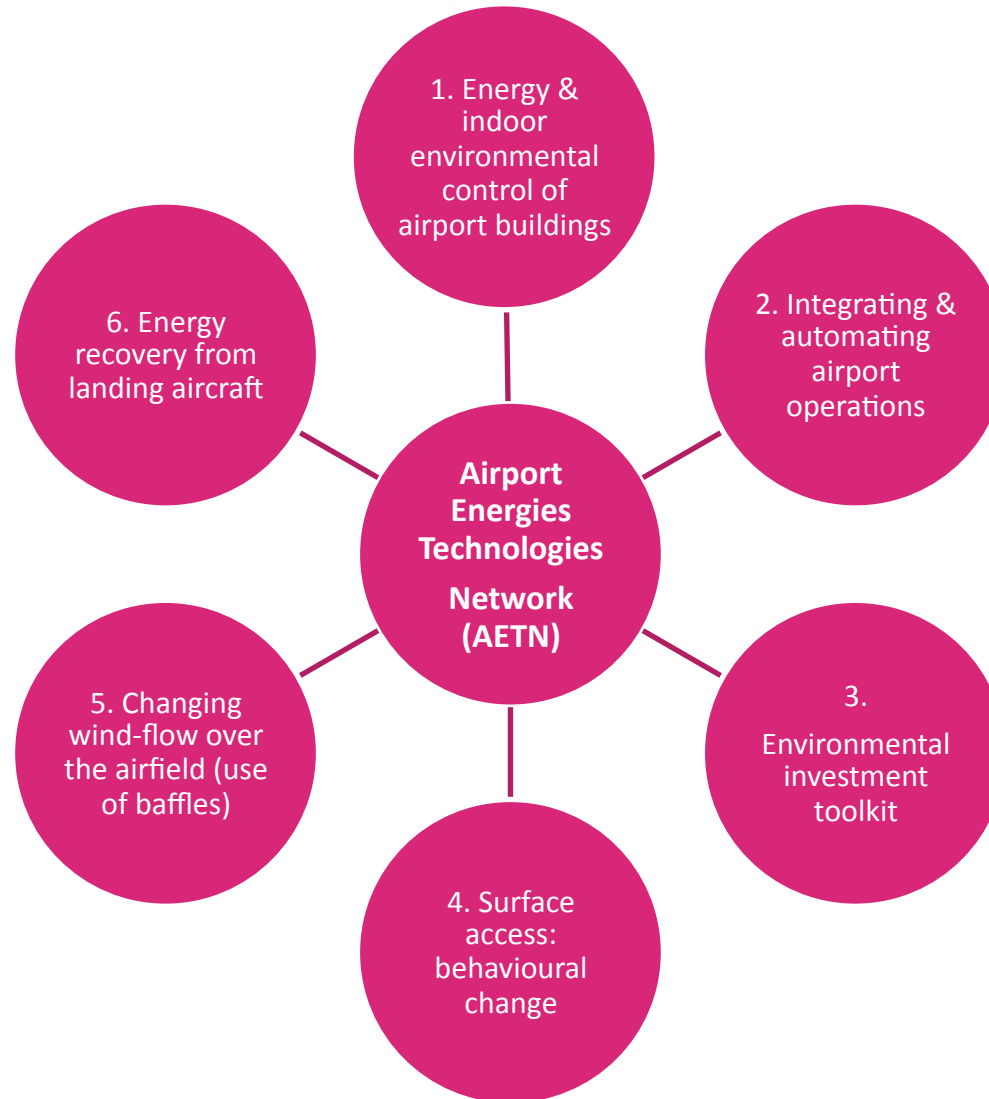 1. Energy &
indoor
environmental
control of
airport buildings
2. Integrating &
automating
airport
operations
3.
Environmental
investment
toolkit
4. Surface
access:
behavioural
change
5. Changing
wind-flow over
the airfield (use
of baffles)
6. Energy
recovery from
landing aircraft
Airport
Energies
Technologies
Network
(AETN)